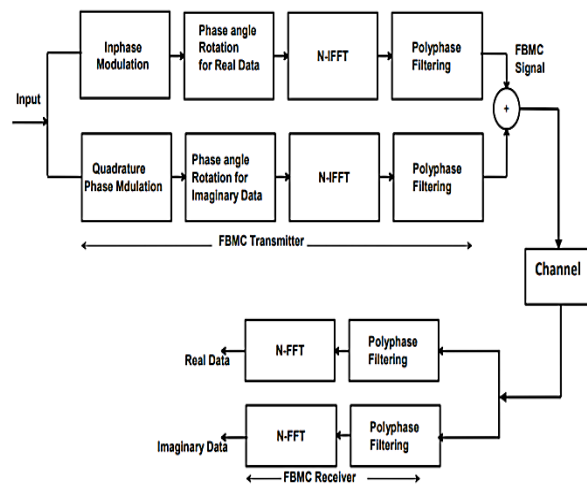 Inphase
Modulation
Phase angle
Rotation
for Real Data
N-IFFT
Polyphase
Filtering
FBMC
Signal
Input
+
Quadrature
Phase Mdulation
Phase angle
Rotation for
Imaginary Data
N-IFFT
Polyphase
Filtering
FBMC Transmitter
Channel
Real Data
N-FFT
Polyphase
Filtering
Imaginary Data
N-FFT
Polyphase
Filtering
FBMC Receiver